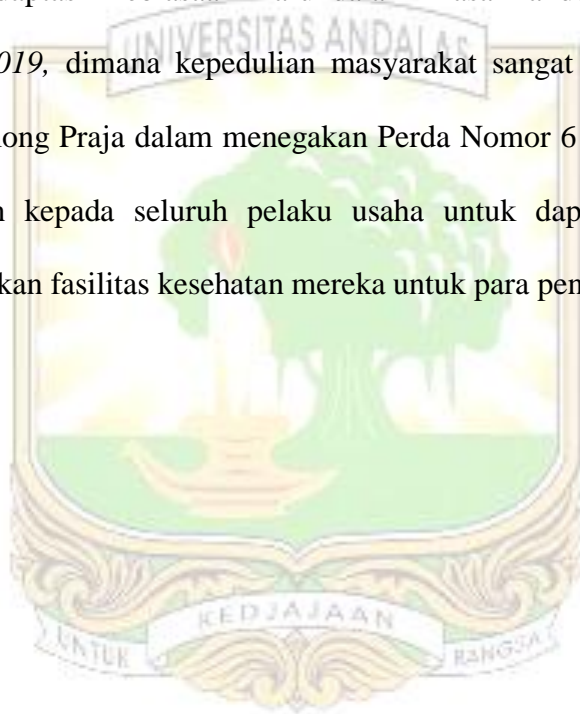 UNIVERSITAS ANDALAS
019, dimana kepedulian masyarakat sangat
ong Praja dalam menegakan Perda Nomor 6
kepada seluruh pelaku usaha untuk dap
kan fasilitas kesehatan mereka untuk para pen
KEDJAJAAN
UNTUK
BANGSA